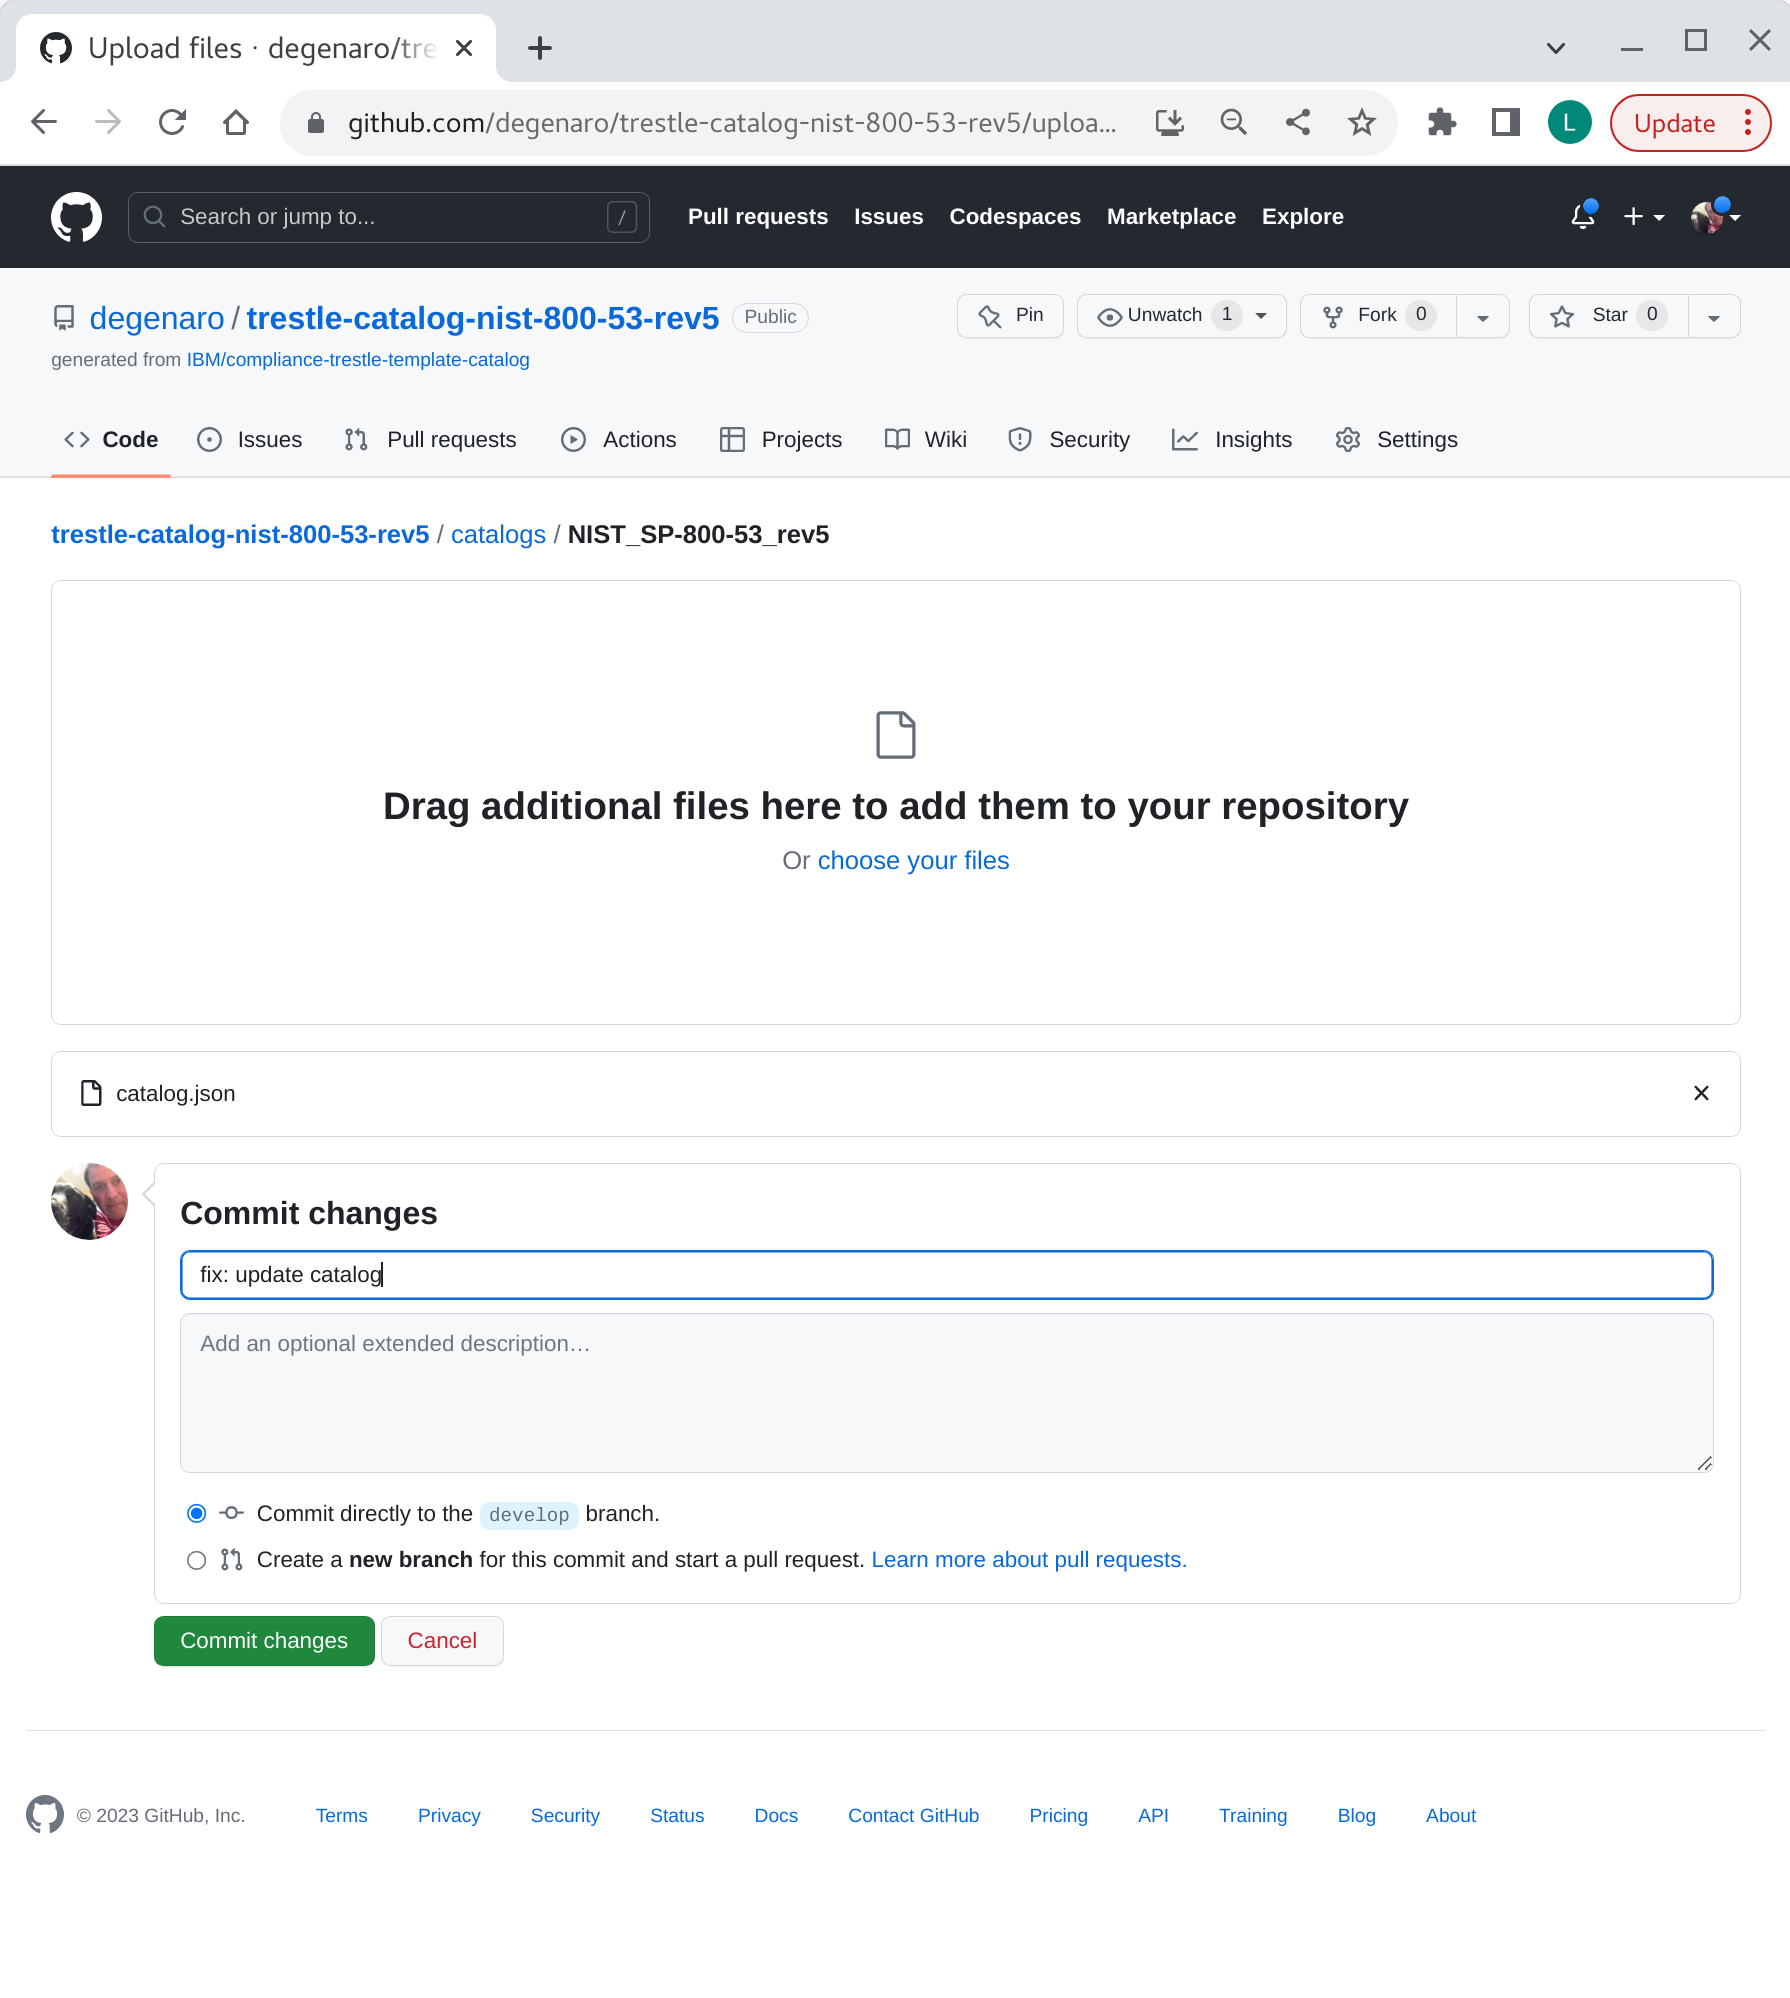 Upload files · degenaro/tre
github.com/degenaro/trestle-catalog-nist-800-53-rev5/uploa...
L
Update
Search or jump to...
/
Pull requests
Issues
Codespaces
Marketplace
Explore
degenaro / trestle-catalog-nist-800-53-rev5 Public
Pin
Unwatch 1
Fork 0
Star 0
generated from IBM/compliance-trestle-template-catalog
Code
Issues
Pull requests
Actions
Projects
Wiki
Security
Insights
Settings
trestle-catalog-nist-800-53-rev5 / catalogs / NIST_SP-800-53_rev5
Drag additional files here to add them to your repository
Or choose your files
catalog.json
Commit changes
fix: update catalog
Add an optional extended description…
Commit directly to the develop branch.
Create a new branch for this commit and start a pull request. Learn more about pull requests.
Commit changes
Cancel
© 2023 GitHub, Inc.
Terms
Privacy
Security
Status
Docs
Contact GitHub
Pricing
API
Training
Blog
About